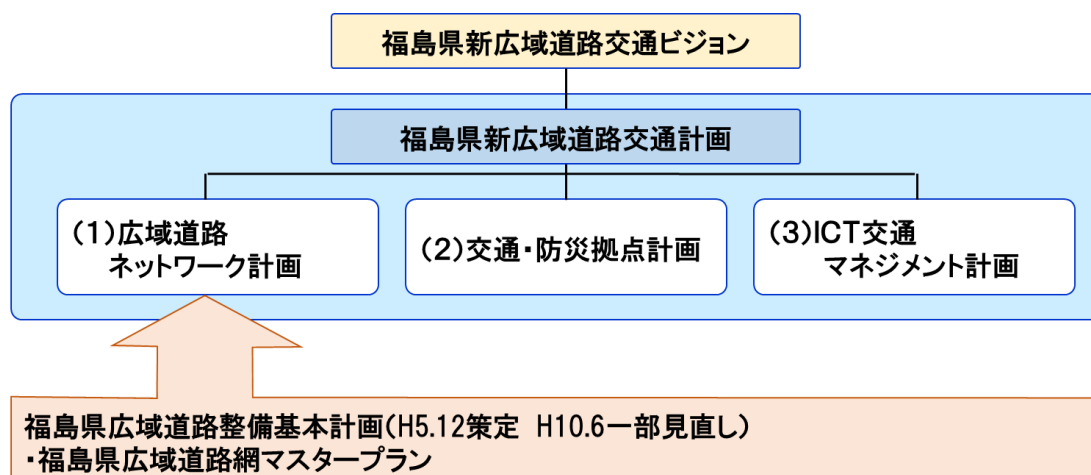 福島県新広域道路交通ビジョン
福島県新広域道路交通計画
(1)広域道路
ネットワーク計画
(2)交通・防災拠点計画
(3)ICT交通
マネジメント計画
福島県広域道路整備基本計画(H5.12策定 H10.6一部見直し)
・福島県広域道路網マスタープラン